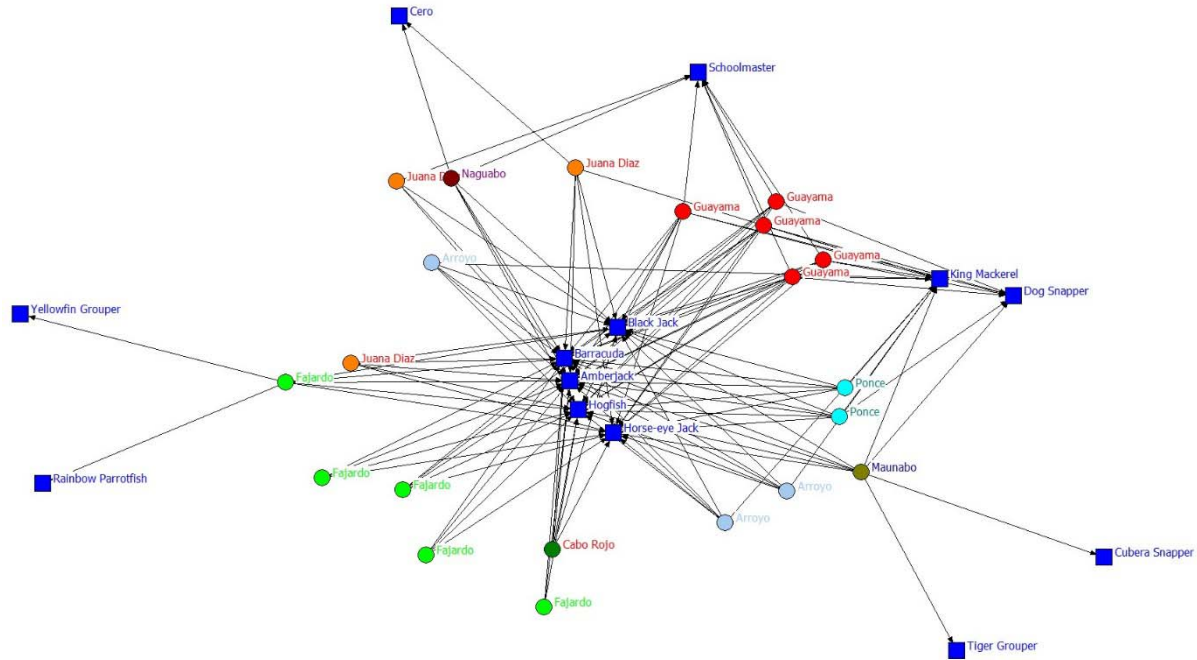 Cero
Schoolmaster
Juana Diaz
Juana D
Naguabo
Guayama
Guayama
Guayama
Arroyo
Guayama
Guayama
King Mackerel
Dog Snapper
Yellowfin Grouper
Black Jack
Barracuda
Juana Diaz
Amberjack
Fajardo
Ponce
Hogfish
Ponce
Horse-eye Jack
Maunabo
Fajardo
Rainbow Parrotfish
Fajardo
Arroyo
Arroyo
Cabo Rojo
Fajardo
Cubera Snapper
Fajardo
Tiger Grouper